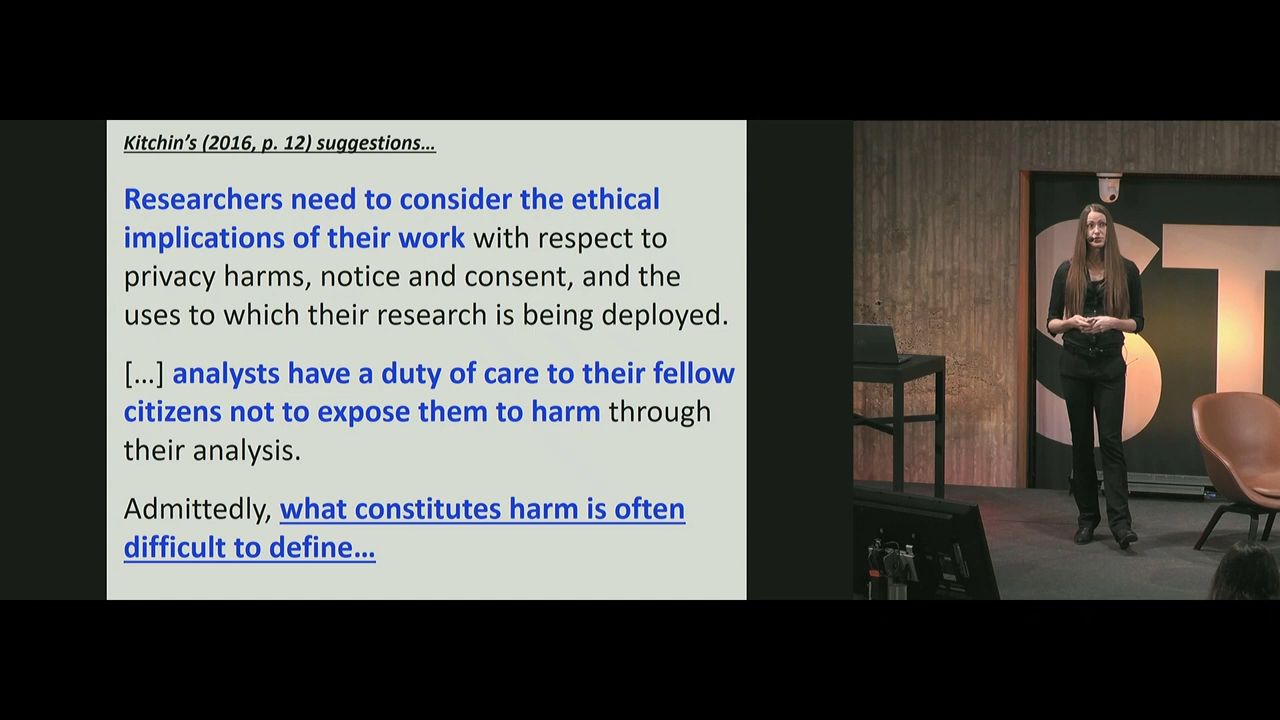 Kitchin's (2016, p. 12) suggestions…
Researchers need to consider the ethical
implications of their work with respect to
privacy harms, notice and consent, and the
uses to which their research is being deployed.
[…] analysts have a duty of care to their fellow
citizens not to expose them to harm through
their analysis.
Admittedly, what constitutes harm is often
difficult to define…
ST